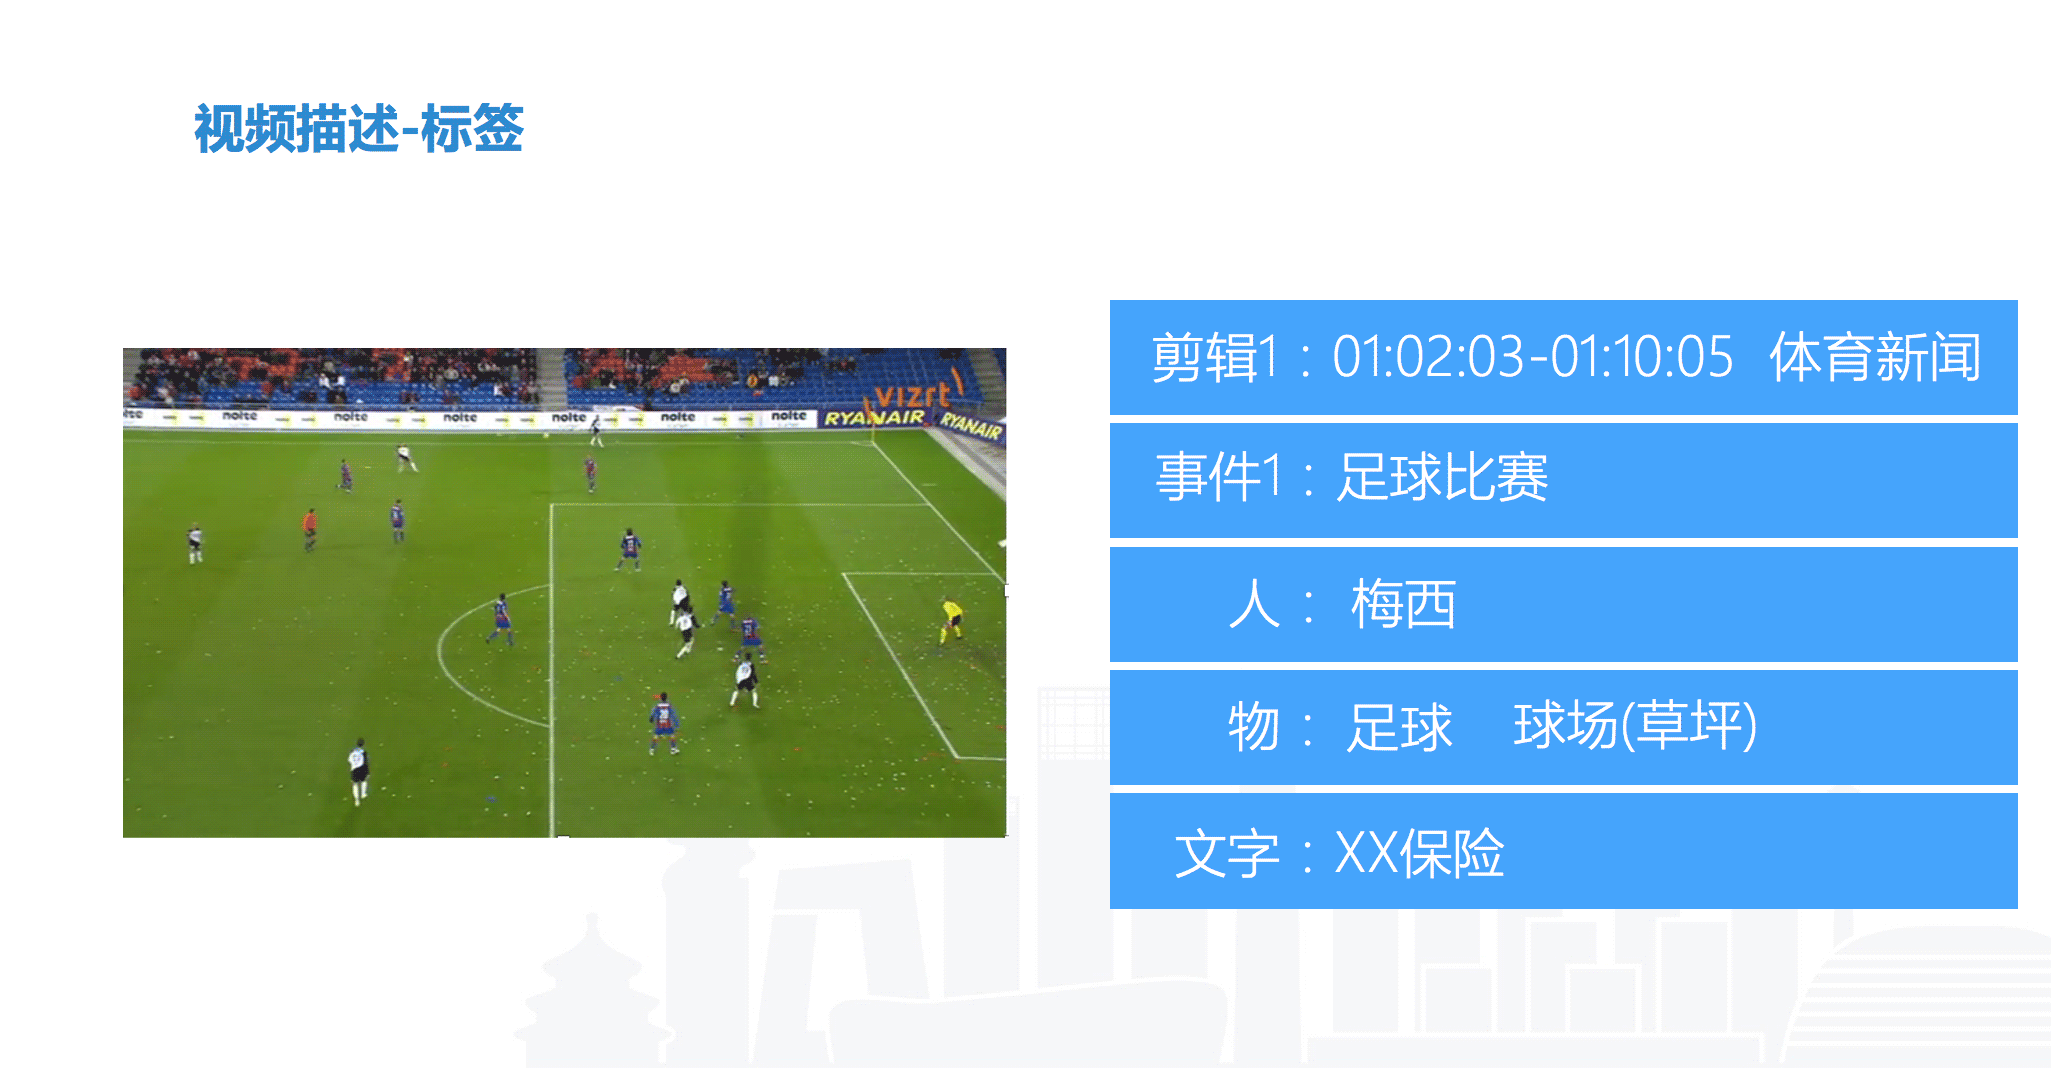 视频描述-标签
nolte nolte nolte nolte nolte nolte
vizrt
RYANAIR RYANAIR
剪辑1：01:02:03-01:10:05 体育新闻
事件1：足球比赛
人：梅西
物：足球 球场(草坪)
文字：XX保险